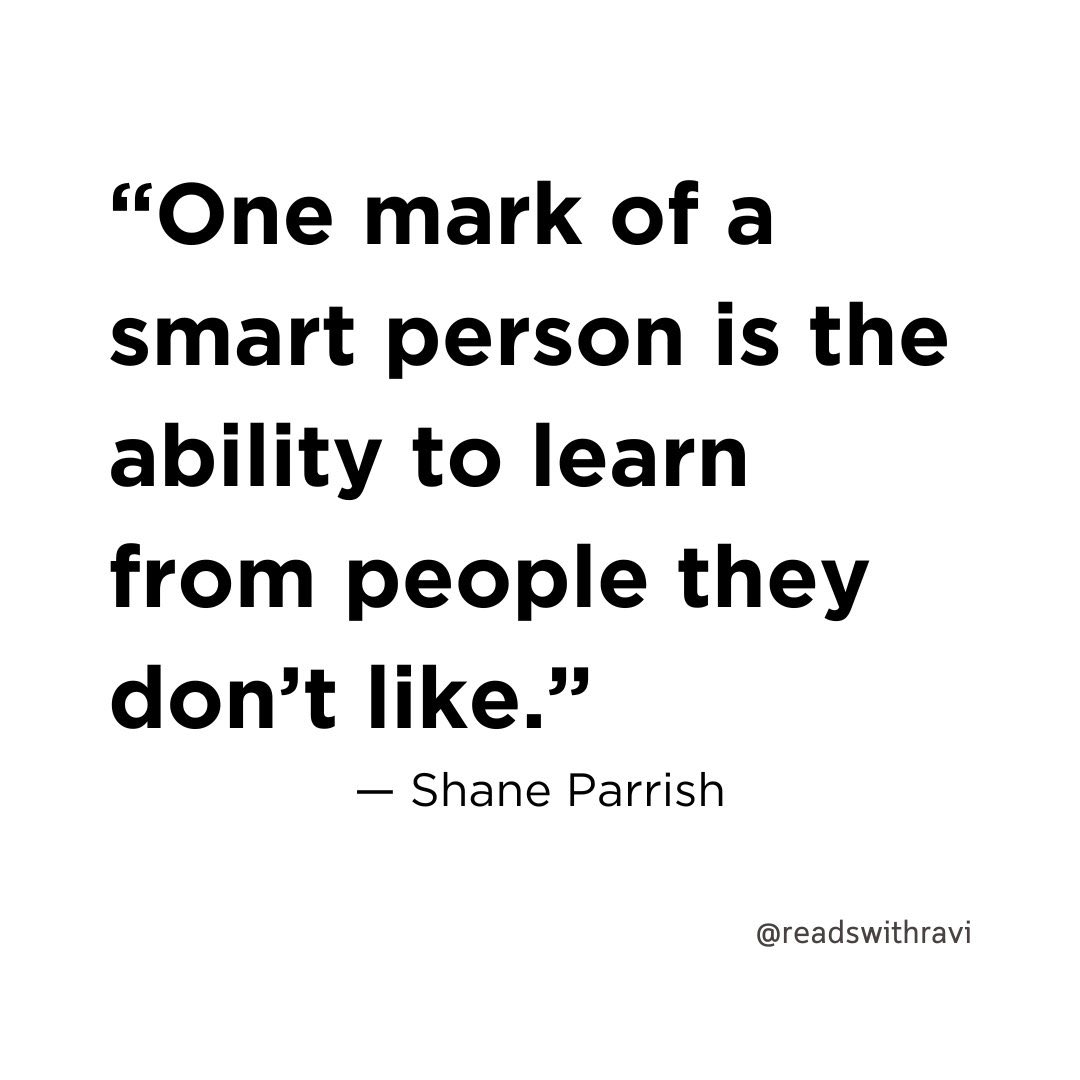 “One mark of a
smart person is the
ability to learn
from people they
don’t like.”
— Shane Parrish
@readswithravi